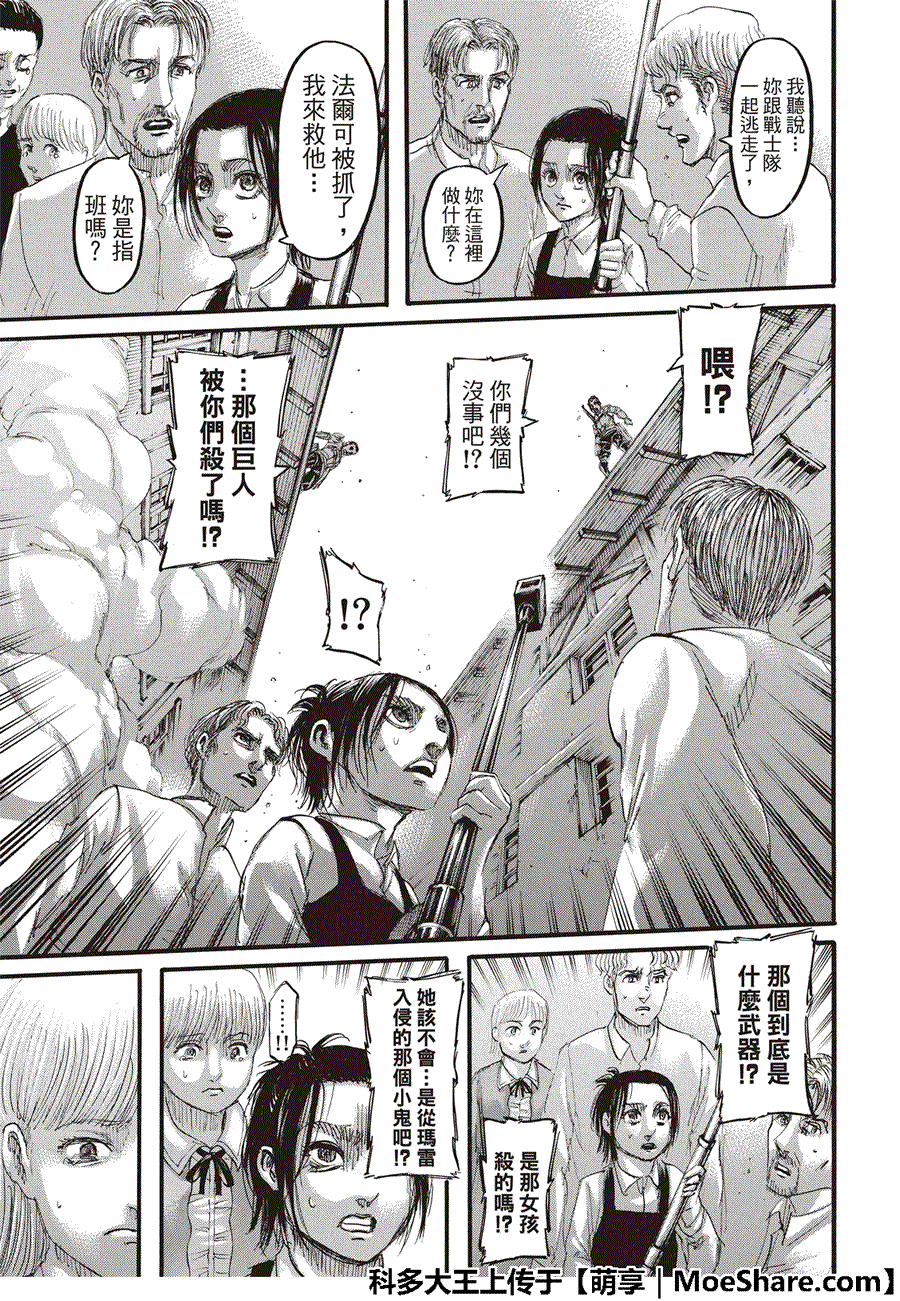 我聽說…
妳跟戰士隊
一起逃走了，
妳在這裡
做什麼？
法爾可被抓了，
我來救他…
妳是指
班嗎？
喂！？
你們幾個
沒事吧！？
…那個巨人
被你們殺了嗎！？
！？
那個到底是
什麼武器！？
是那女孩
殺的嗎！？
她該不會…是從瑪雷
入侵的那個小鬼吧！？
……！！
科多大王上传于【萌享｜MoeShare.com】